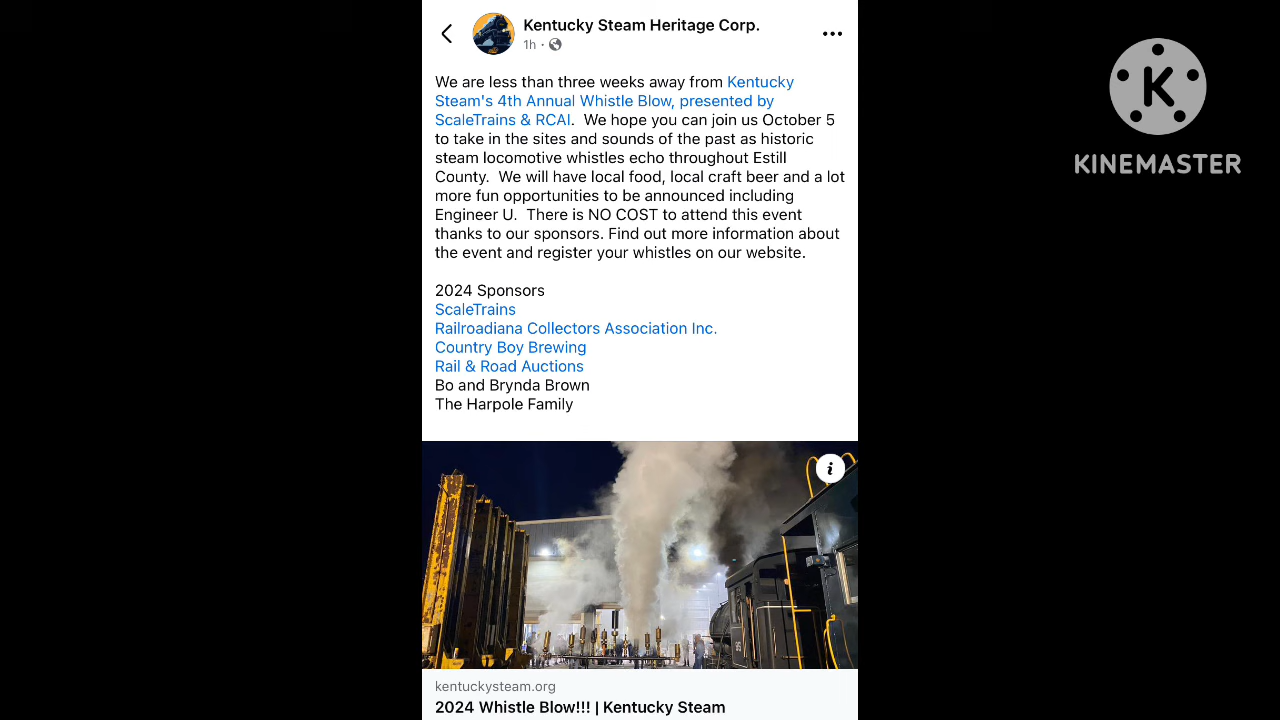 Kentucky Steam Heritage Corp.
1h ·
We are less than three weeks away from Kentucky
Steam's 4th Annual Whistle Blow, presented by
ScaleTrains & RCAI.  We hope you can join us October 5
to take in the sites and sounds of the past as historic
steam locomotive whistles echo throughout Estill
County.  We will have local food, local craft beer and a lot
more fun opportunities to be announced including
Engineer U.  There is NO COST to attend this event
thanks to our sponsors. Find out more information about
the event and register your whistles on our website.
2024 Sponsors
ScaleTrains
Railroadiana Collectors Association Inc.
Country Boy Brewing
Rail & Road Auctions
Bo and Brynda Brown
The Harpole Family
i
kentuckysteam.org
2024 Whistle Blow!!! | Kentucky Steam
K
KINEMASTER